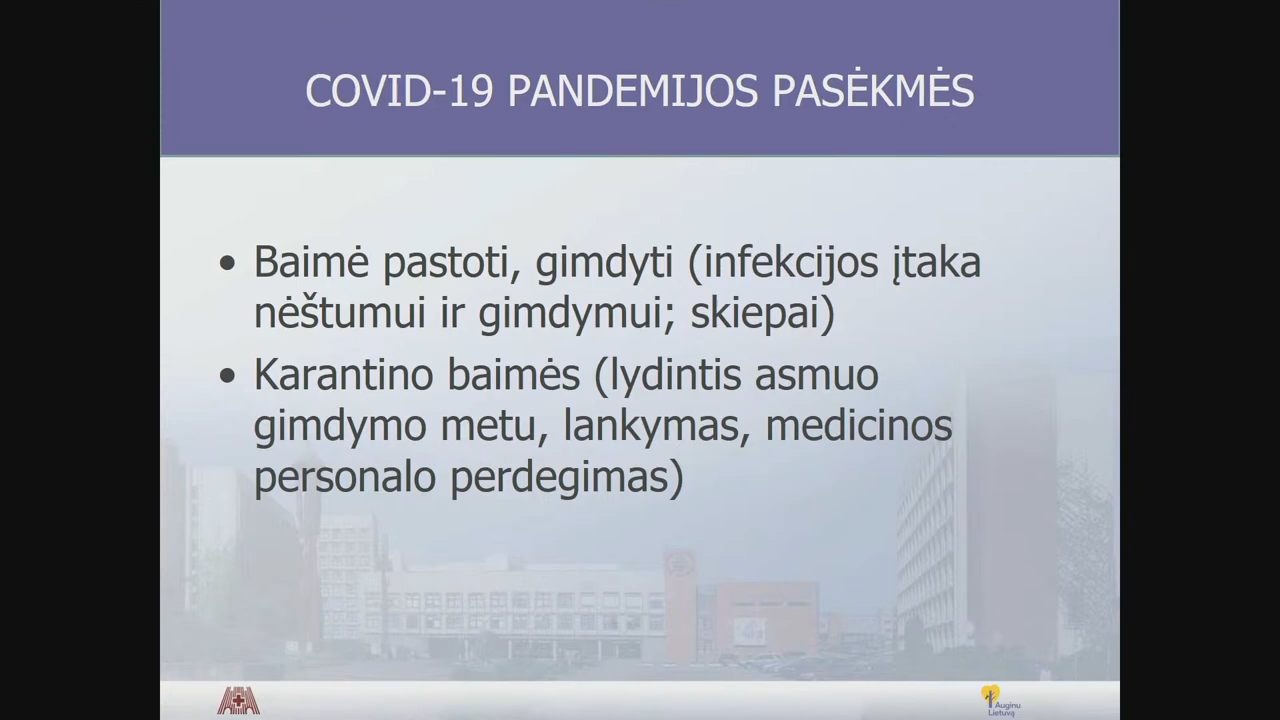 COVID-19 PANDEMIJOS PASĖKMĖS
• Baimė pastoti, gimdyti (infekcijos įtaka
nėštumui ir gimdymui; skiepai)
• Karantino baimės (lydintis asmuo
gimdymo metu, lankymas, medicinos
personalo perdegimas)
Auginu
Lietuvą